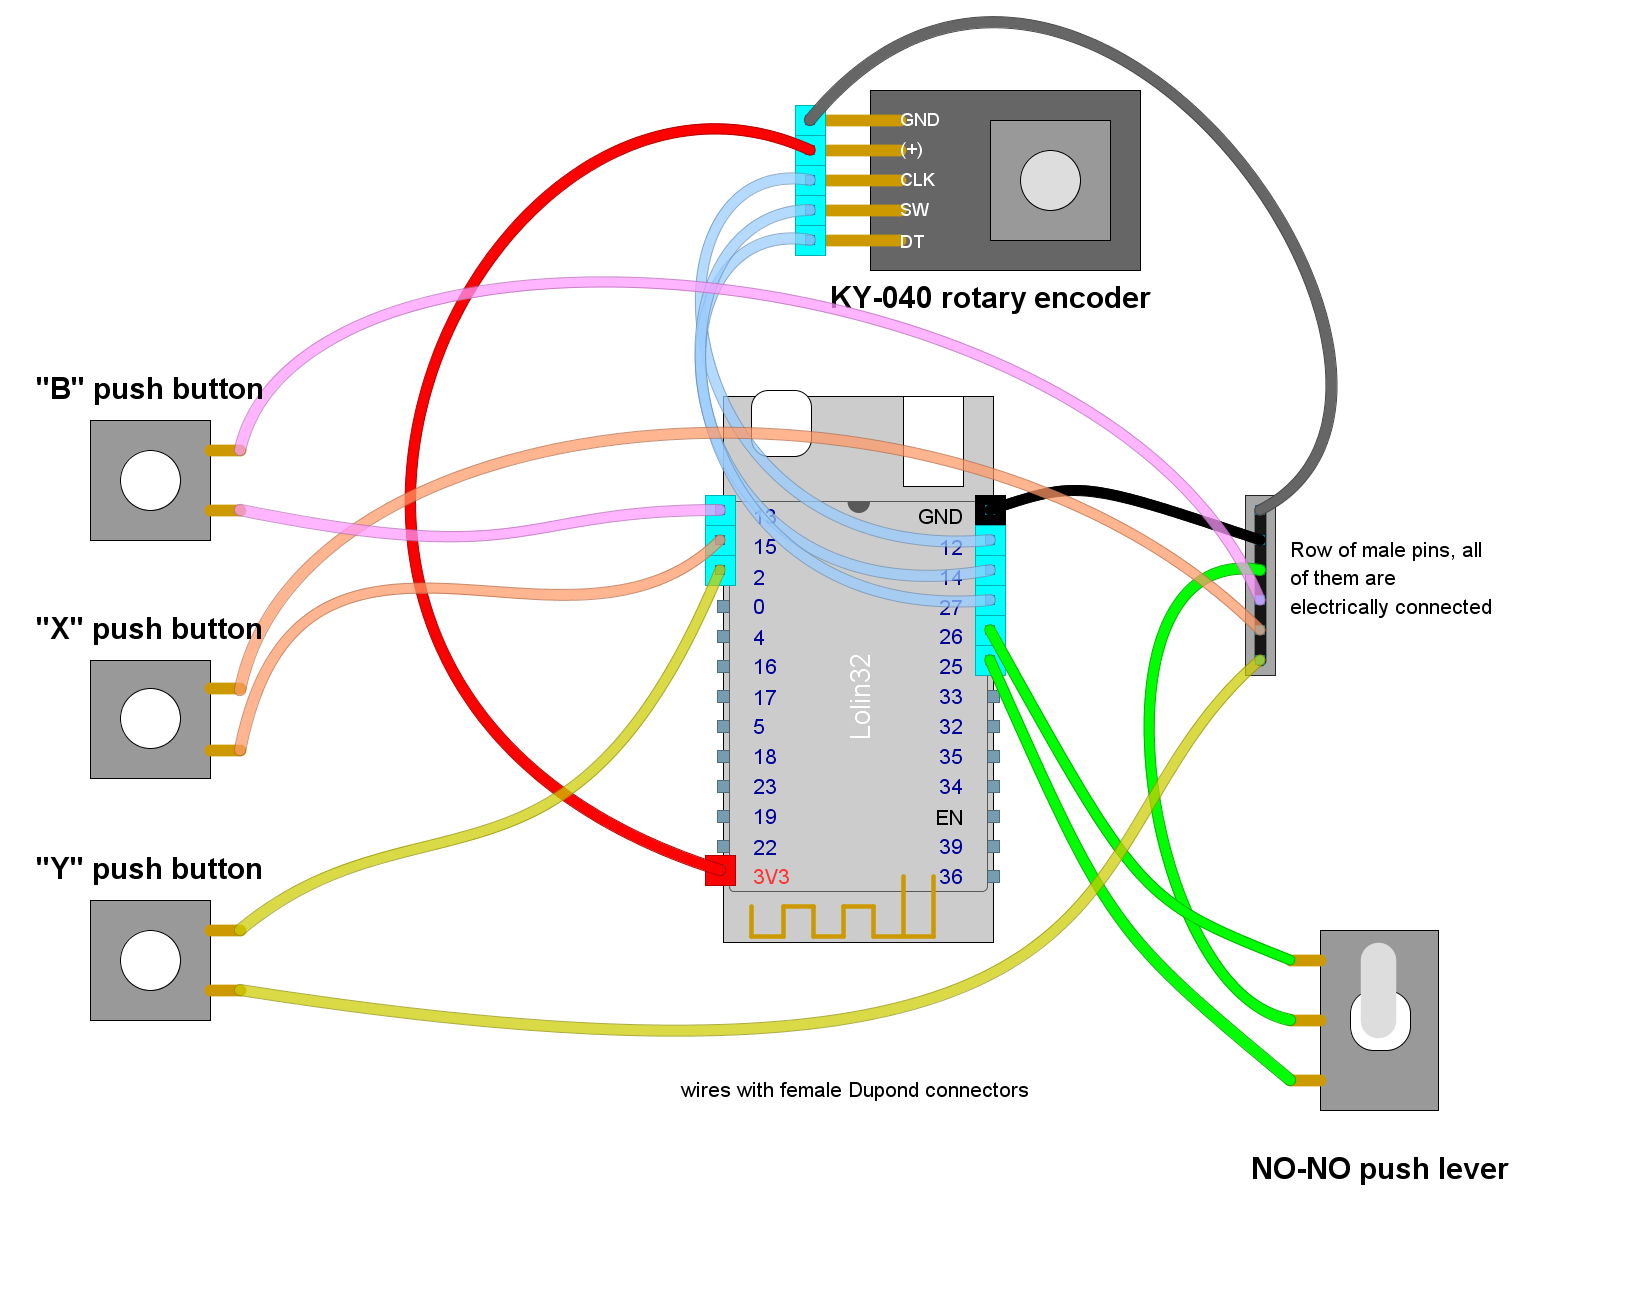 GND
(+)
CLK
SW
DT
KY-040 rotary encoder
"B" push button
"X" push button
"Y" push button
13
15
2
0
4
16
17
5
18
23
19
22
3V3
GND
12
14
27
26
25
33
32
35
34
EN
39
36
Lolin32
Row of male pins, all
of them are
electrically connected
wires with female Dupond connectors
NO-NO push lever